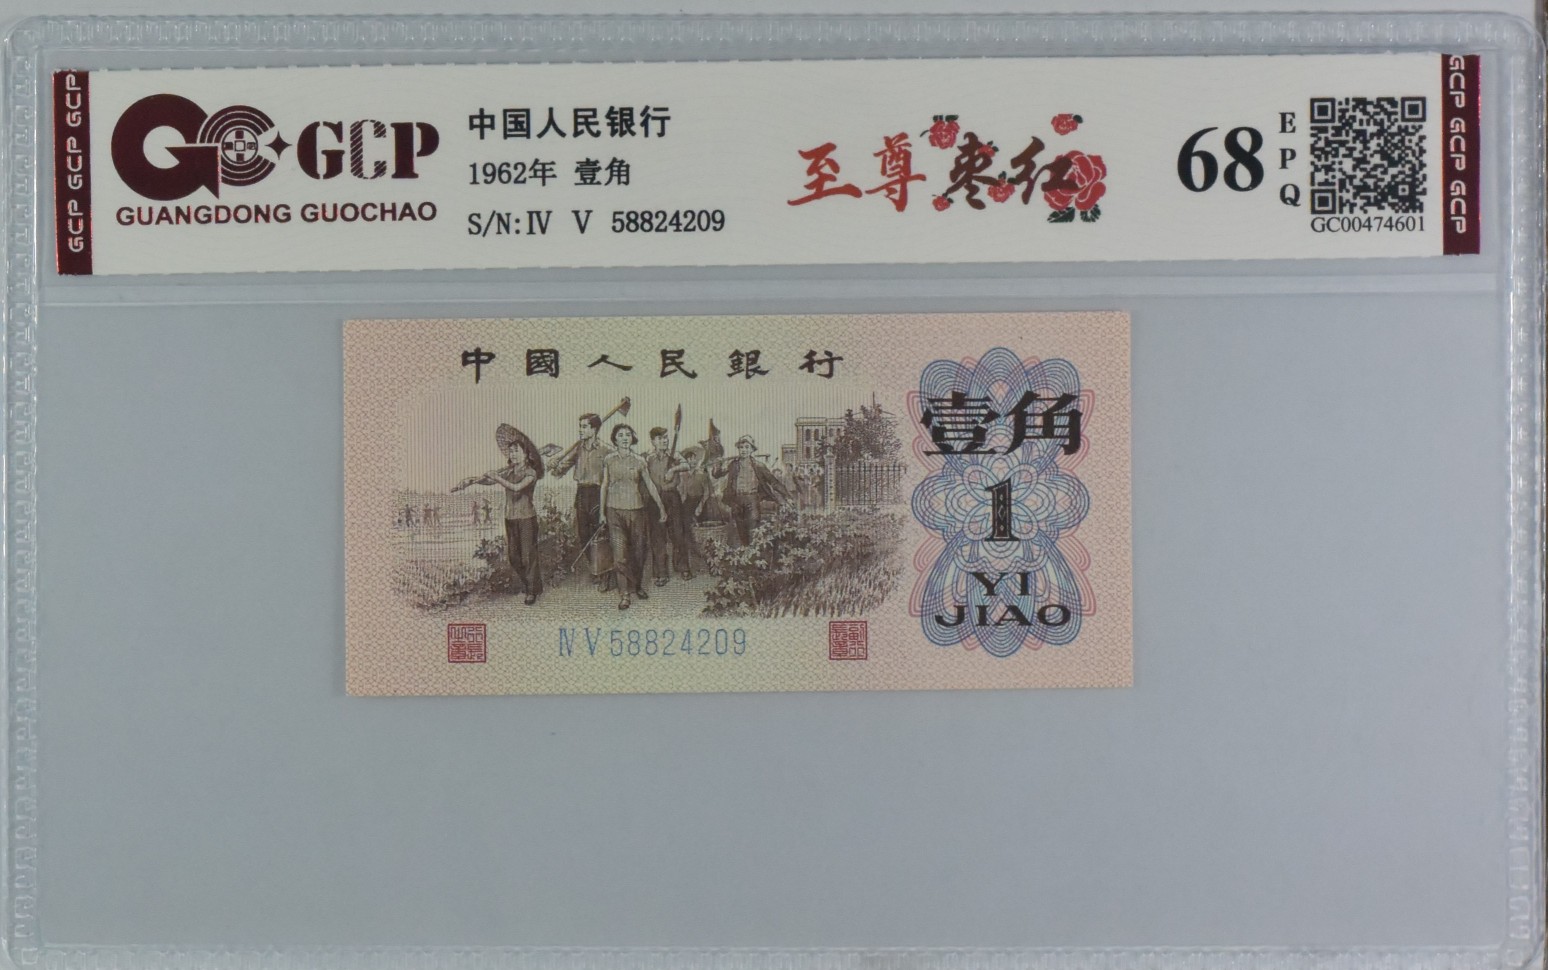 GCP GCP GCP
GCP
GUANGDONG GUOCHAO
中国人民银行
1962年 壹角
S/N:IV V 58824209
至尊枣红
68
EPQ
GC00474601
GCP GCP GCP
中國人民銀行
壹角
1
YI
JIAO
IV V 58824209